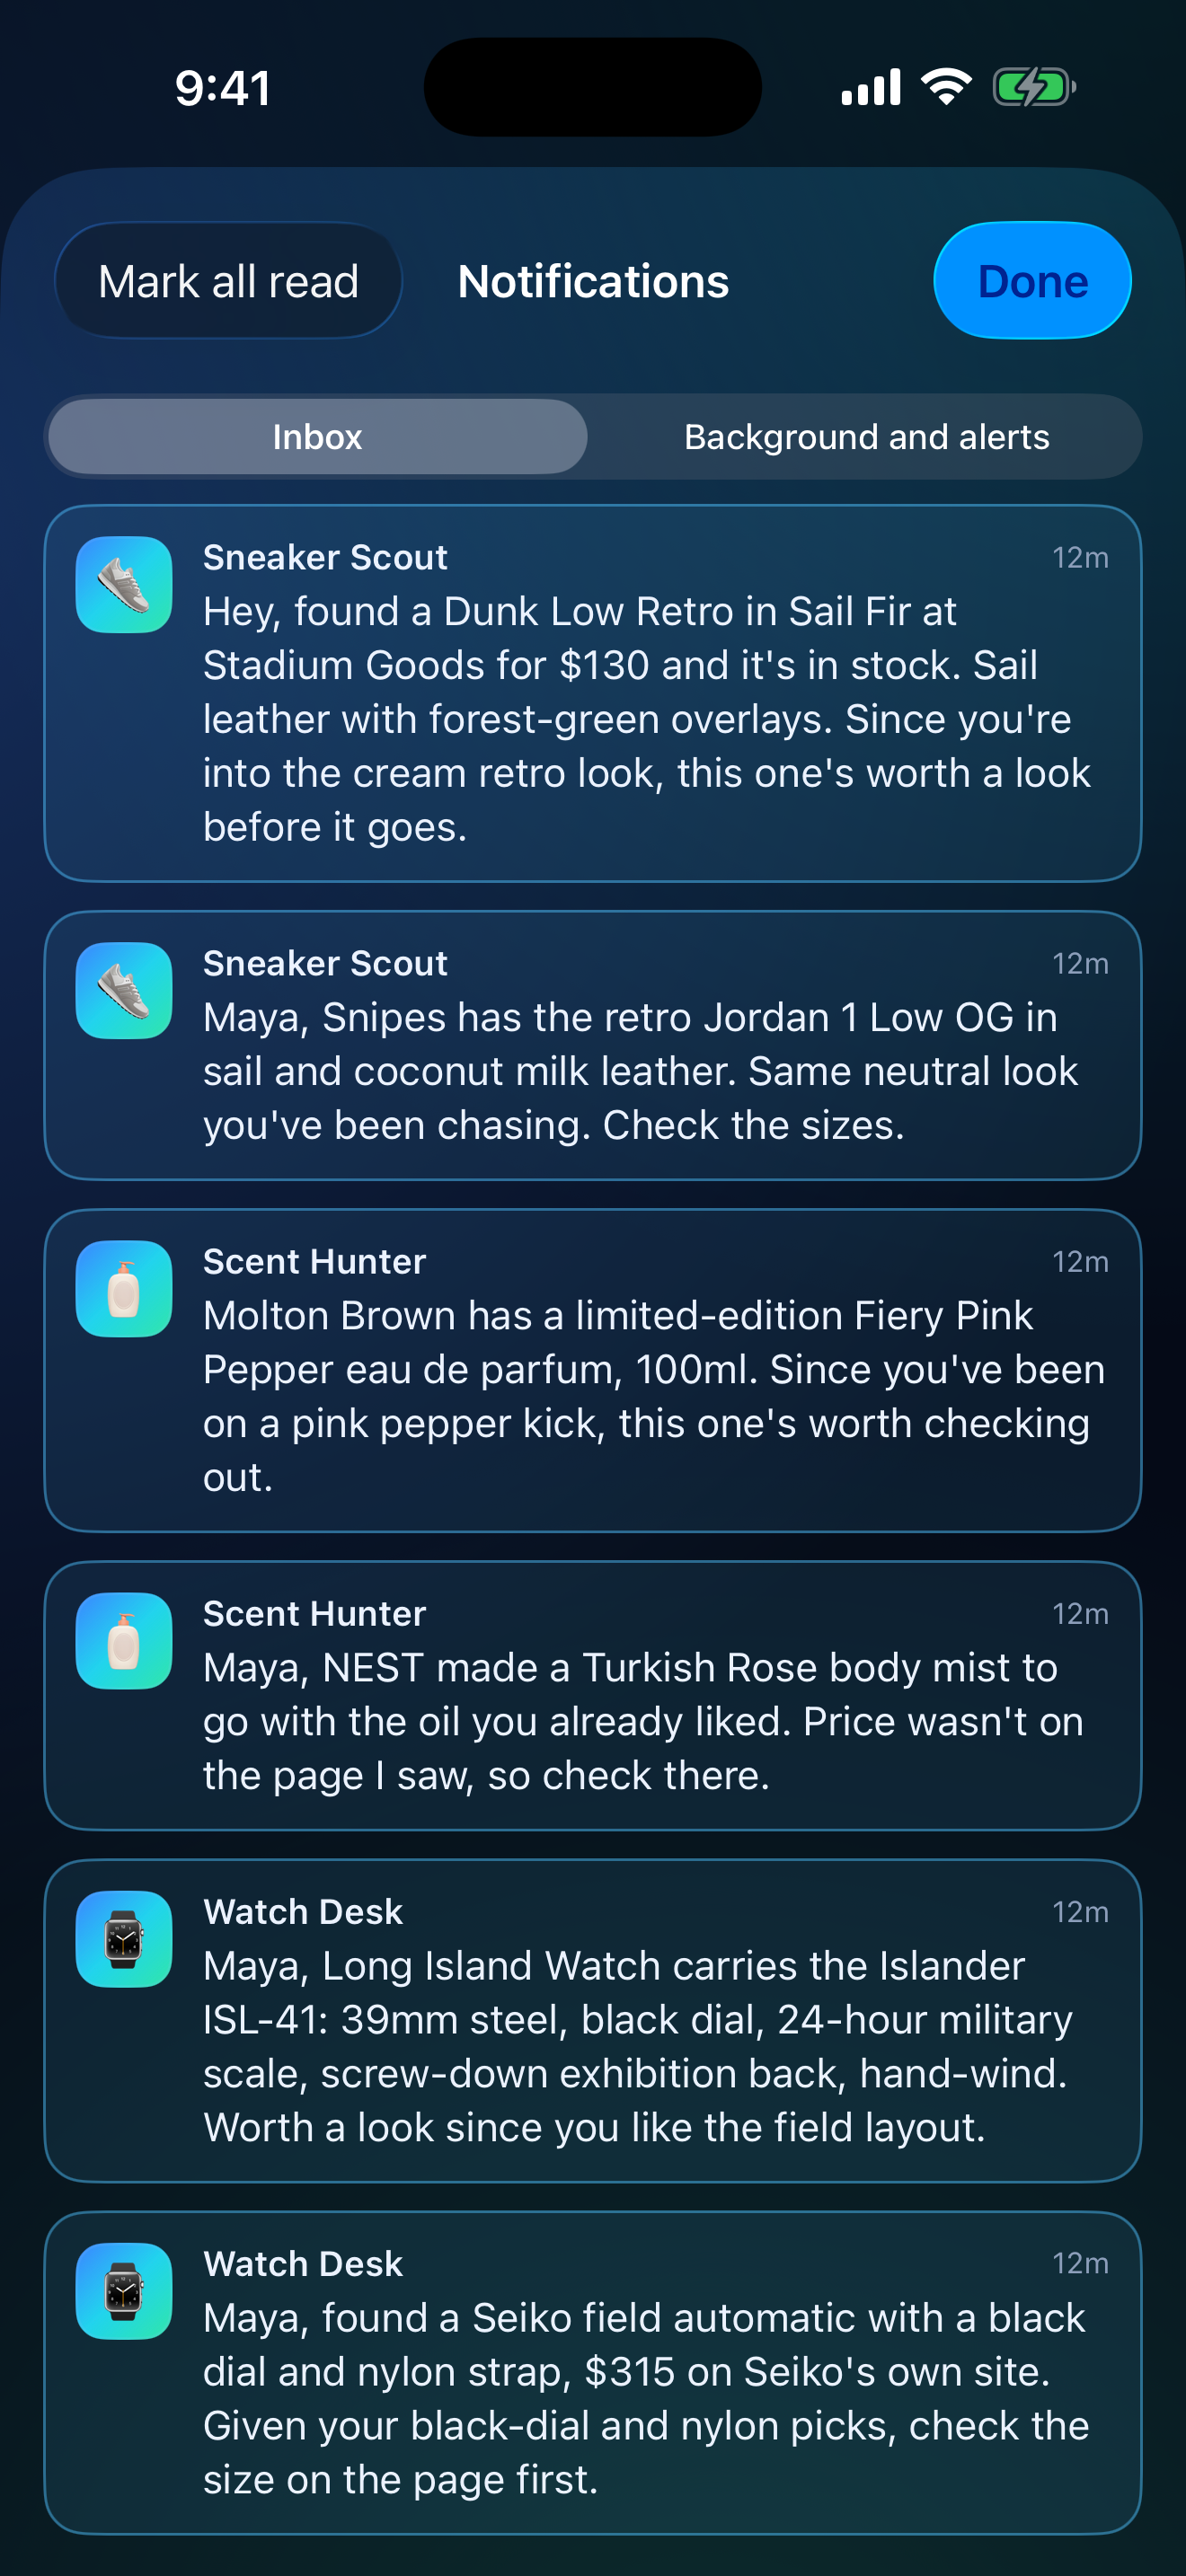 9:41
Mark all read
Notifications
Done
Inbox
Background and alerts
Sneaker Scout
12m
Hey, found a Dunk Low Retro in Sail Fir at
Stadium Goods for $130 and it's in stock. Sail
leather with forest-green overlays. Since you're
into the cream retro look, this one's worth a look
before it goes.
Sneaker Scout
12m
Maya, Snipes has the retro Jordan 1 Low OG in
sail and coconut milk leather. Same neutral look
you've been chasing. Check the sizes.
Scent Hunter
12m
Molton Brown has a limited-edition Fiery Pink
Pepper eau de parfum, 100ml. Since you've been
on a pink pepper kick, this one's worth checking
out.
Scent Hunter
12m
Maya, NEST made a Turkish Rose body mist to
go with the oil you already liked. Price wasn't on
the page I saw, so check there.
Watch Desk
12m
Maya, Long Island Watch carries the Islander
ISL-41: 39mm steel, black dial, 24-hour military
scale, screw-down exhibition back, hand-wind.
Worth a look since you like the field layout.
Watch Desk
12m
Maya, found a Seiko field automatic with a black
dial and nylon strap, $315 on Seiko's own site.
Given your black-dial and nylon picks, check the
size on the page first.